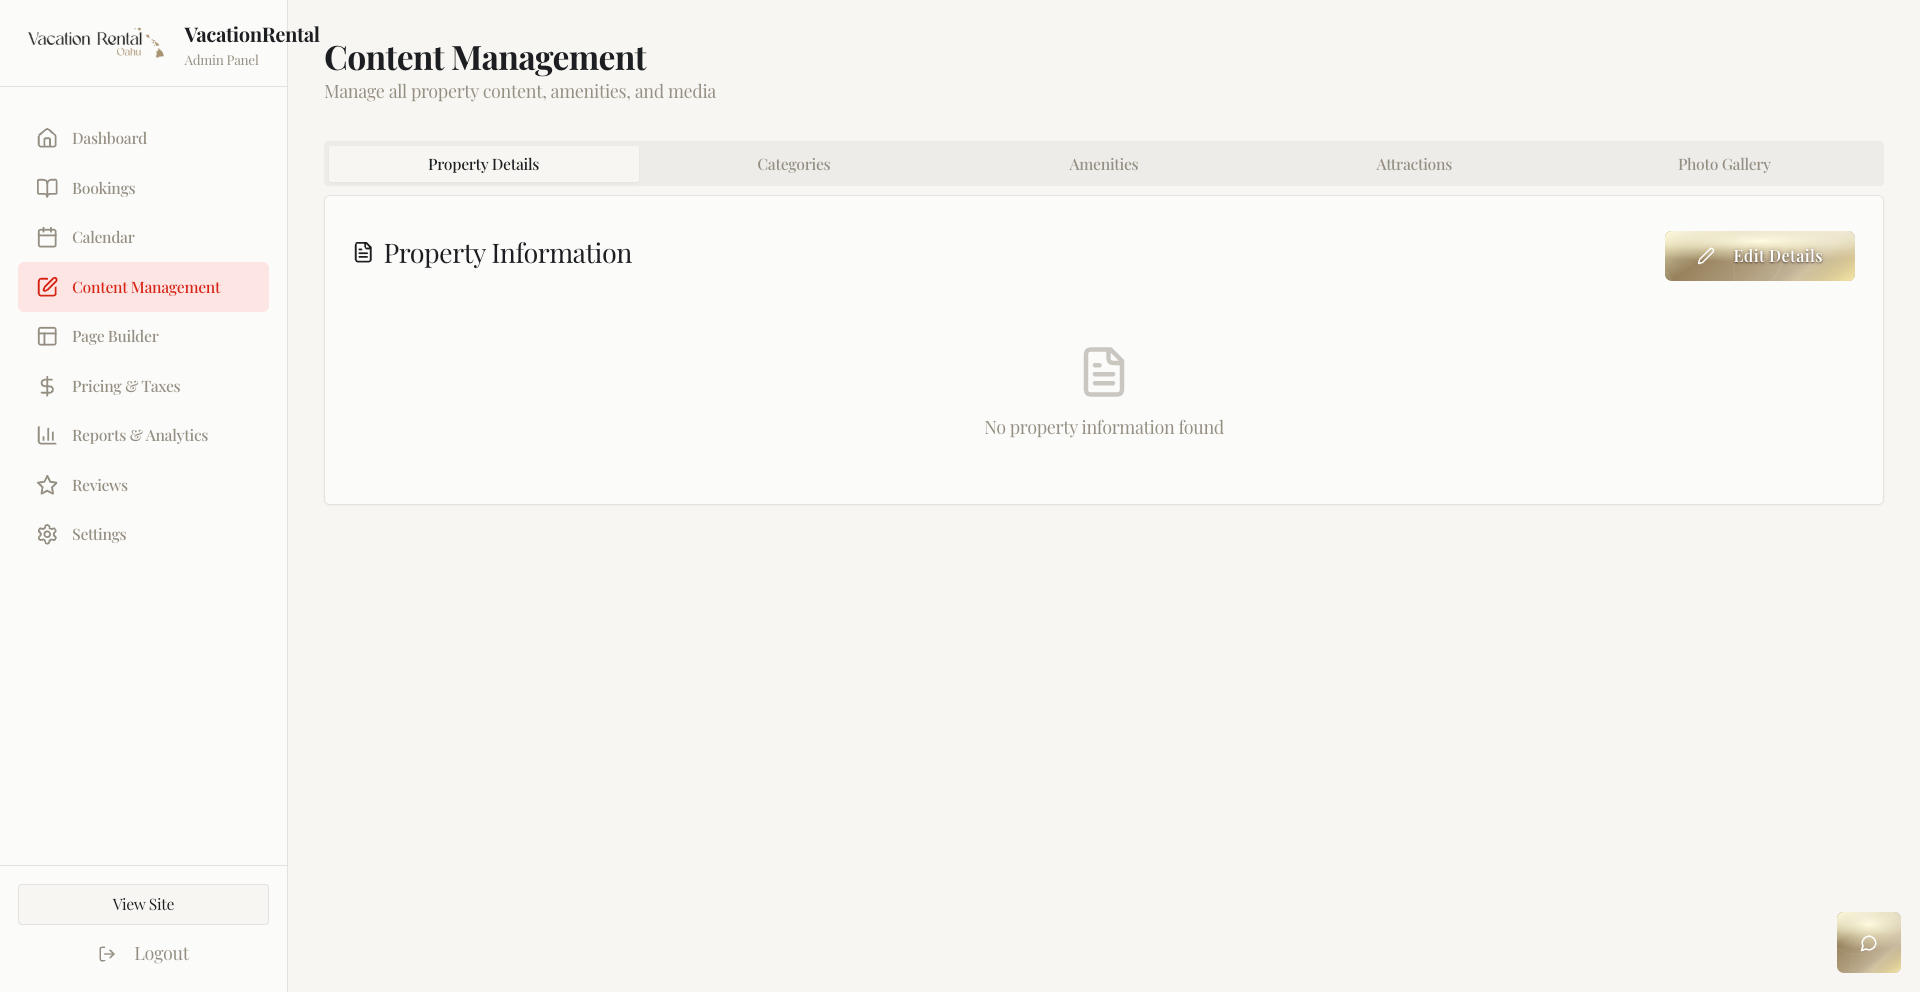 Vacation Rental
Oahu
VacationRental
Admin Panel
Dashboard
Bookings
Calendar
Content Management
Page Builder
Pricing & Taxes
Reports & Analytics
Reviews
Settings
View Site
Logout
Content Management
Manage all property content, amenities, and media
Property Details Categories Amenities Attractions Photo Gallery
Property Information
Edit Details
No property information found